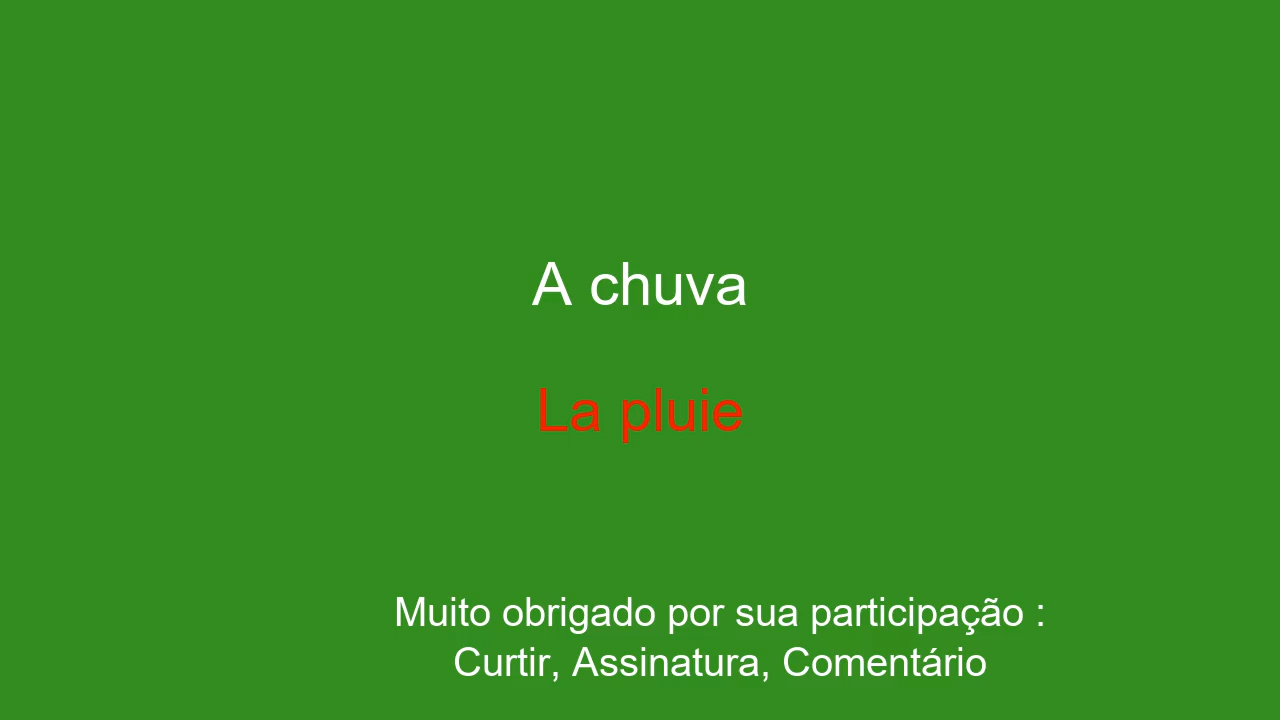 A chuva
La pluie
Muito obrigado por sua participação :
Curtir, Assinatura, Comentário